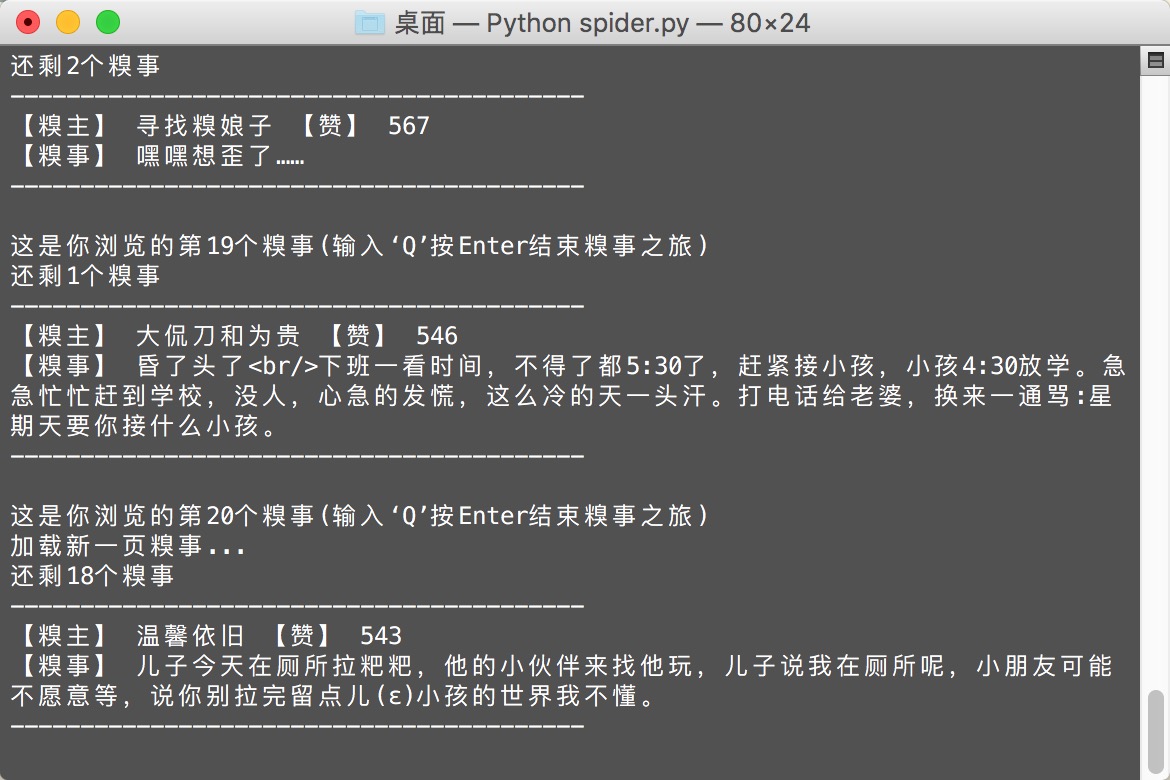 桌面 — Python spider.py — 80×24
还剩2个糗事
-----------------------------------------
【糗主】 寻找糗娘子 【赞】 567
【糗事】 嘿嘿想歪了……
-----------------------------------------
这是你浏览的第19个糗事(输入‘Q’按Enter结束糗事之旅)
还剩1个糗事
-----------------------------------------
【糗主】 大侃刀和为贵 【赞】 546
【糗事】 昏了头了<br/>下班一看时间，不得了都5:30了，赶紧接小孩，小孩4:30放学。急
急忙忙赶到学校，没人，心急的发慌，这么冷的天一头汗。打电话给老婆，换来一通骂:星
期天要你接什么小孩。
-----------------------------------------
这是你浏览的第20个糗事(输入‘Q’按Enter结束糗事之旅)
加载新一页糗事...
还剩18个糗事
-----------------------------------------
【糗主】 温馨依旧 【赞】 543
【糗事】 儿子今天在厕所拉粑粑，他的小伙伴来找他玩，儿子说我在厕所呢，小朋友可能
不愿意等，说你别拉完留点儿(ε)小孩的世界我不懂。
-----------------------------------------